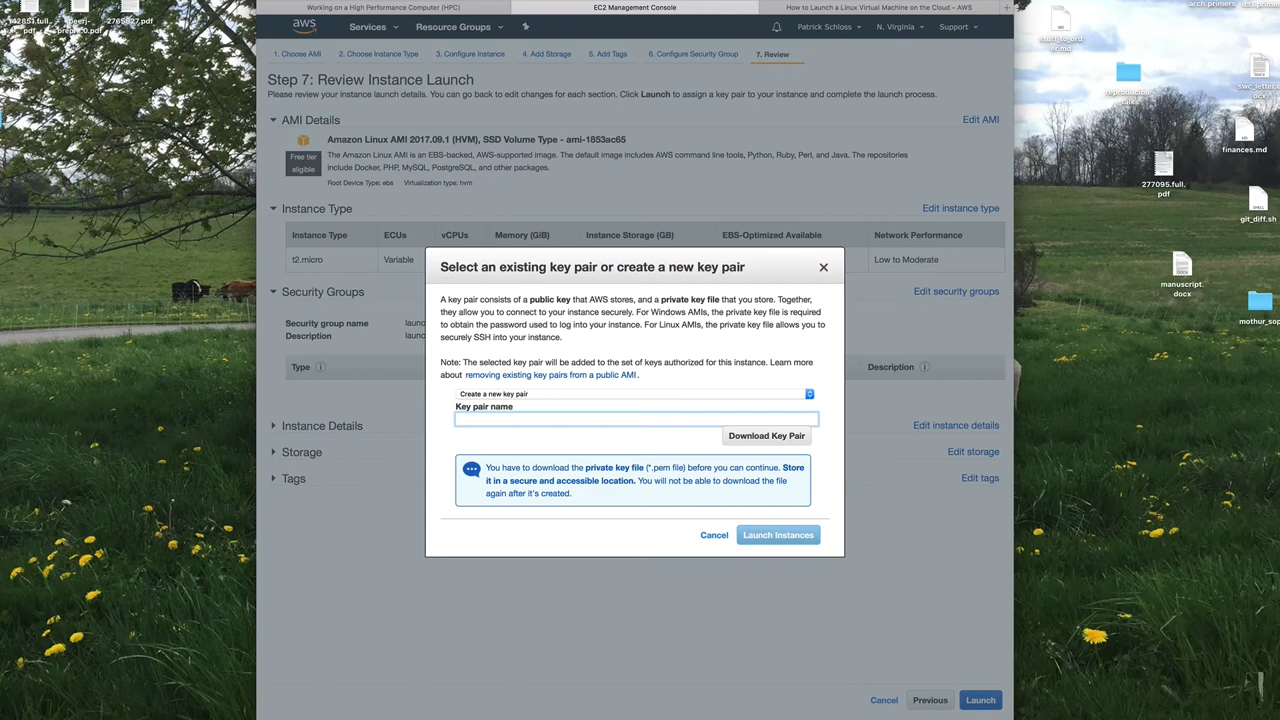 Working on a High Performance Computer (HPC)
EC2 Management Console
How to Launch a Linux Virtual Machine on the Cloud – AWS
aws
Services
Resource Groups
Patrick Schloss
N. Virginia
Support
1. Choose AMI
2. Choose Instance Type
3. Configure Instance
4. Add Storage
5. Add Tags
6. Configure Security Group
7. Review
Step 7: Review Instance Launch
Please review your instance launch details. You can go back to edit changes for each section. Click Launch to assign a key pair to your instance and complete the launch process.
AMI Details
Edit AMI
Amazon Linux AMI 2017.09.1 (HVM), SSD Volume Type - ami-1853ac65
Free tier
eligible
The Amazon Linux AMI is an EBS-backed, AWS-supported image. The default image includes AWS command line tools, Python, Ruby, Perl, and Java. The repositories
include Docker, PHP, MySQL, PostgreSQL, and other packages.
Root Device Type: ebs Virtualization type: hvm
Instance Type
Edit instance type
Instance Type
ECUs
vCPUs
Memory (GiB)
Instance Storage (GB)
EBS-Optimized Available
Network Performance
t2.micro
Variable
Low to Moderate
Security Groups
Edit security groups
Security group name
Description
Type
Description
Instance Details
Edit instance details
Storage
Edit storage
Tags
Edit tags
Select an existing key pair or create a new key pair
A key pair consists of a public key that AWS stores, and a private key file that you store. Together,
they allow you to connect to your instance securely. For Windows AMIs, the private key file is required
to obtain the password used to log into your instance. For Linux AMIs, the private key file allows you to
securely SSH into your instance.
Note: The selected key pair will be added to the set of keys authorized for this instance. Learn more
about removing existing key pairs from a public AMI.
Create a new key pair
Key pair name
Download Key Pair
You have to download the private key file (*.pem file) before you can continue. Store
it in a secure and accessible location. You will not be able to download the file
again after it's created.
Cancel
Launch Instances
Cancel
Previous
Launch
finances.md
277095.full.
pdf
git_diff.sh
manuscript.
docx